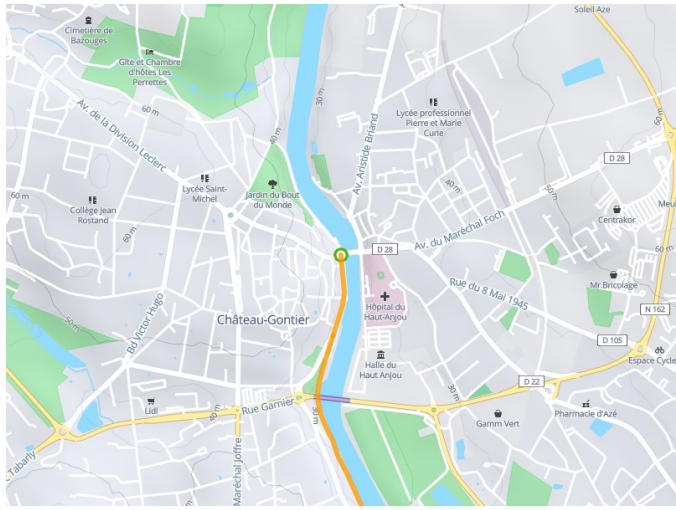 Soleil Aze
Cimetière de
Bazouges
Gîte et Chambre
d'hôtes Les
Perrettes
30 m
60 m
Av. de la Division Leclerc
40 m
Av. Aristide Briand
Lycée professionnel
Pierre et Marie
Curie
60 m
D 28
Lycée Saint-
Michel
Jardin du Bout
du Monde
40 m
50 m
60 m
Collège Jean
Rostand
60 m
Centrakor
Meu
D 28
Av. du Maréchal Foch
60 m
Rue du 8 Mai 1945
Mr.Bricolage
Hôpital du
Haut-Anjou
N 162
Château-Gontier
50 m
Bd Victor Hugo
D 105
Halle du
Haut Anjou
Espace Cycle
D 22
30 m
Lidl
40 m
Rue Garnier
30 m
Gamm Vert
Pharmacie d'Azé
Maréchal Joffre
c Tabarly